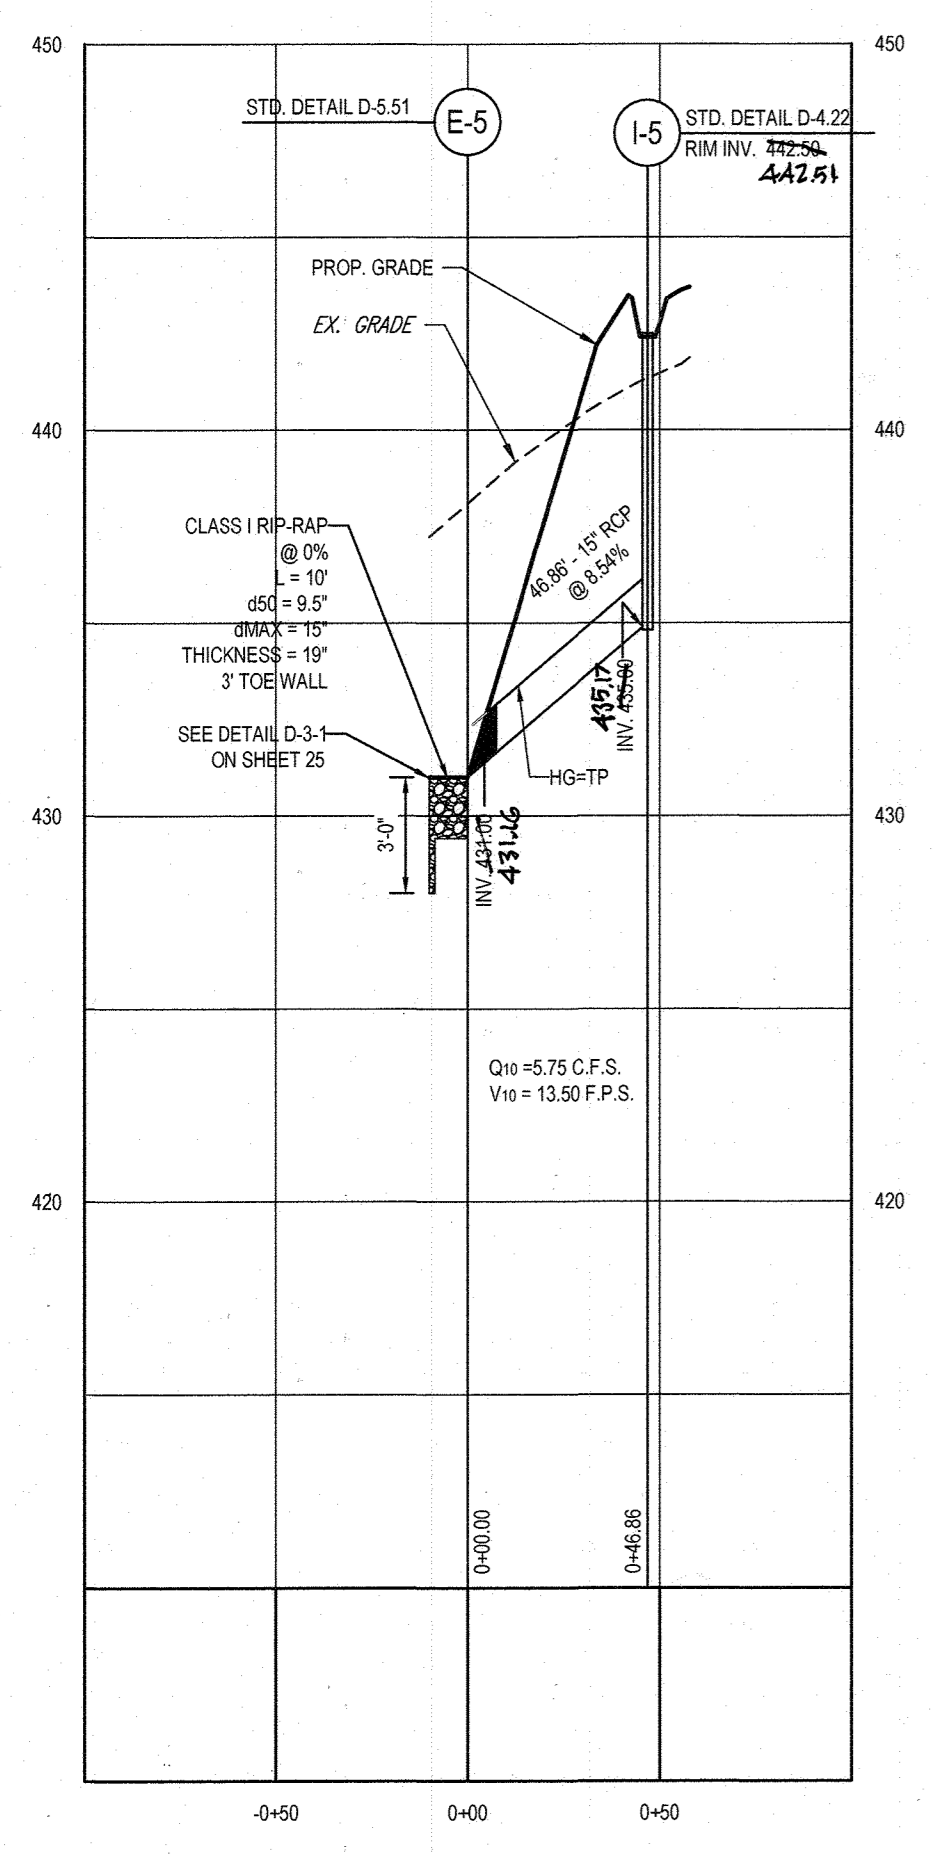 450
450
STD. DETAIL D-5.51
E-5
I-5
STD. DETAIL D-4.22
RIM INV. 442.50
442.51
PROP. GRADE
EX. GRADE
440
440
CLASS I RIP-RAP
@ 0%
L = 10'
d50 = 9.5"
dMAX = 15"
THICKNESS = 19"
3' TOE WALL
46.86' - 15" RCP
@ 8.54%
SEE DETAIL D-3-1
ON SHEET 25
435.17
INV. 435.00
HG=TP
430
430
3'-0"
INV. 431.00
431.16
Q10 =5.75 C.F.S.
V10 = 13.50 F.P.S.
420
420
0+00.00
0+46.86
-0+50
0+00
0+50